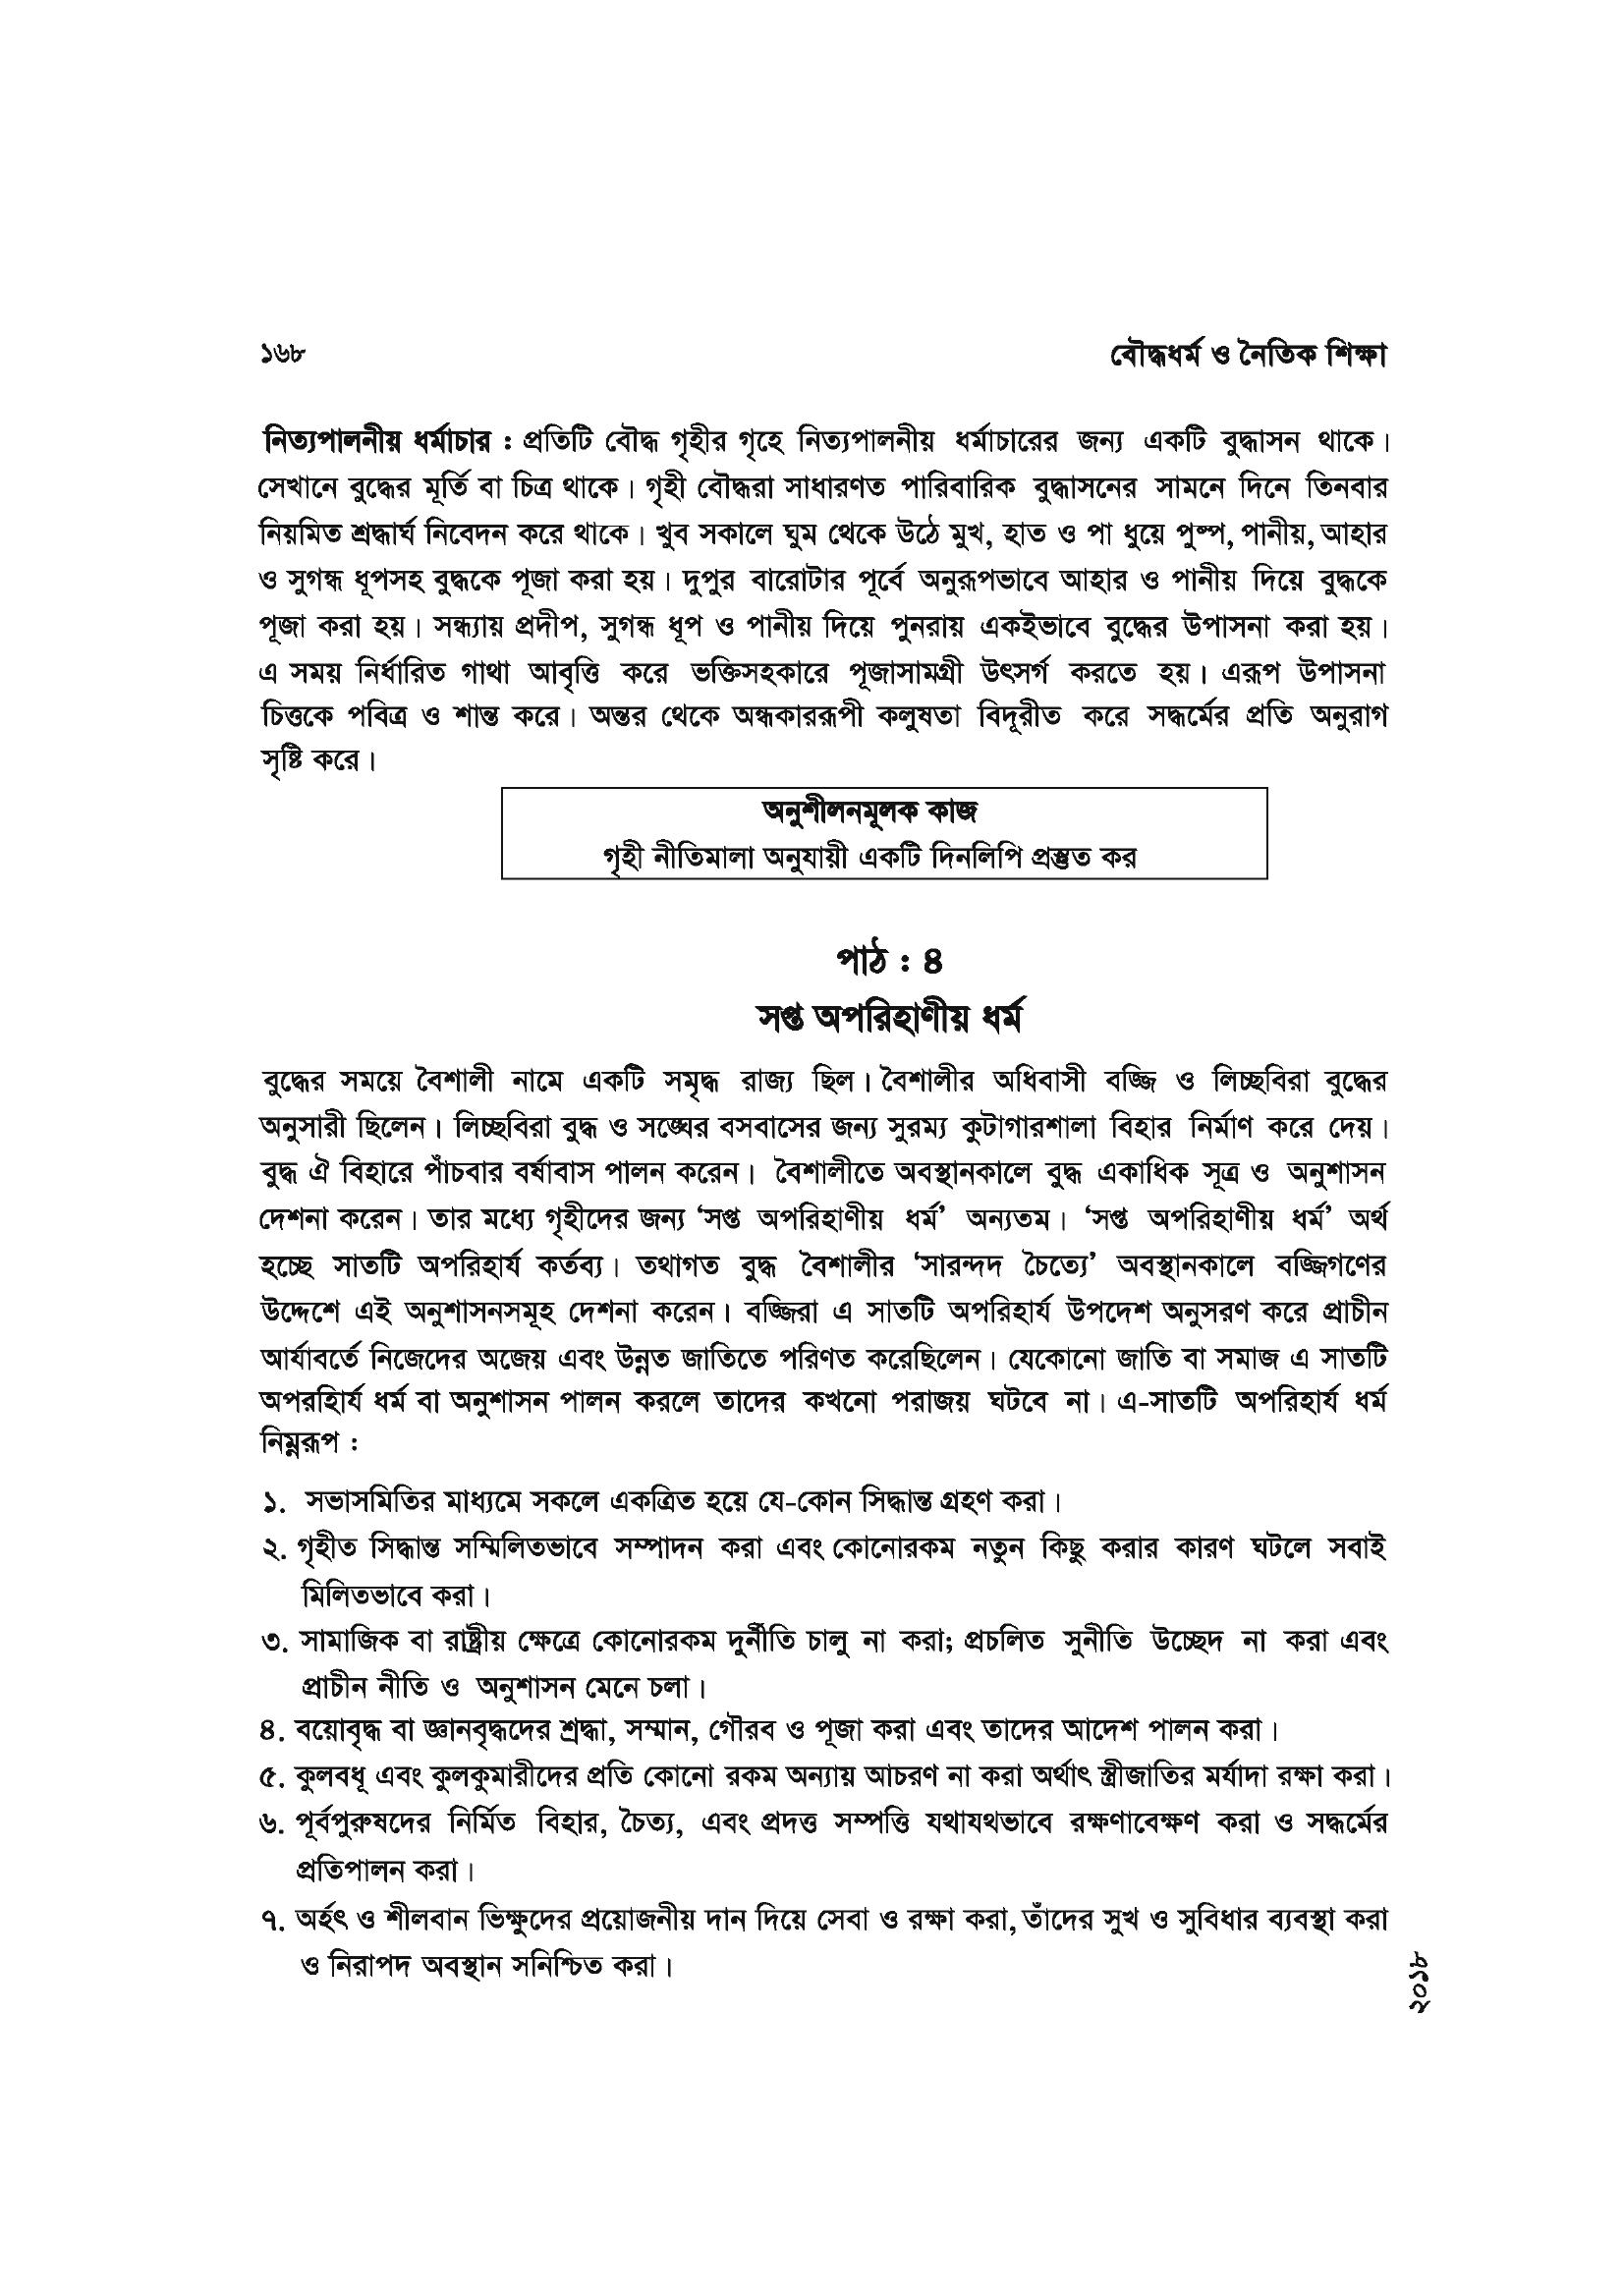 ১৬৮ বৌদ্ধধর্ম ও নৈতিক শিক্ষা
নিত্যপালনীয় ধর্মাচার : প্রতিটি বৌদ্ধ গৃহীর গৃহে নিত্যপালনীয় ধর্মাচারের জন্য একটি বুদ্ধাসন থাকে।
সেখানে বুদ্ধের মূর্তি বা চিত্র থাকে। গৃহী বৌদ্ধরা সাধারণত পারিবারিক বুদ্ধাসনের সামনে দিনে তিনবার
নিয়মিত শ্রদ্ধার্ঘ নিবেদন করে থাকে। খুব সকালে ঘুম থেকে উঠে মুখ, হাত ও পা ধুয়ে পুষ্প, পানীয়, আহার
ও সুগন্ধ ধূপসহ বুদ্ধকে পূজা করা হয়। দুপুর বারোটার পূর্বে অনুরূপভাবে আহার ও পানীয় দিয়ে বুদ্ধকে
পূজা করা হয়। সন্ধ্যায় প্রদীপ, সুগন্ধ ধূপ ও পানীয় দিয়ে পুনরায় একইভাবে বুদ্ধের উপাসনা করা হয়।
এ সময় নির্ধারিত গাথা আবৃত্তি করে ভক্তিসহকারে পূজাসামগ্রী উৎসর্গ করতে হয়। এরূপ উপাসনা
চিত্তকে পবিত্র ও শান্ত করে। অন্তর থেকে অন্ধকাররূপী কলুষতা বিদূরীত করে সদ্ধর্মের প্রতি অনুরাগ
সৃষ্টি করে।
অনুশীলনমূলক কাজ
গৃহী নীতিমালা অনুযায়ী একটি দিনলিপি প্রস্তুত কর
পাঠ : ৪
সপ্ত অপরিহাণীয় ধর্ম
বুদ্ধের সময়ে বৈশালী নামে একটি সমৃদ্ধ রাজ্য ছিল। বৈশালীর অধিবাসী বজ্জি ও লিচ্ছবিরা বুদ্ধের
অনুসারী ছিলেন। লিচ্ছবিরা বুদ্ধ ও সঙ্ঘের বসবাসের জন্য সুরম্য কুটাগারশালা বিহার নির্মাণ করে দেয়।
বুদ্ধ ঐ বিহারে পাঁচবার বর্ষাবাস পালন করেন। বৈশালীতে অবস্থানকালে বুদ্ধ একাধিক সূত্র ও অনুশাসন
দেশনা করেন। তার মধ্যে গৃহীদের জন্য ‘সপ্ত অপরিহাণীয় ধর্ম’ অন্যতম। ‘সপ্ত অপরিহাণীয় ধর্ম’ অর্থ
হচ্ছে সাতটি অপরিহার্য কর্তব্য। তথাগত বুদ্ধ বৈশালীর ‘সারন্দদ চৈত্যে’ অবস্থানকালে বজ্জিগণের
উদ্দেশে এই অনুশাসনসমূহ দেশনা করেন। বজ্জিরা এ সাতটি অপরিহার্য উপদেশ অনুসরণ করে প্রাচীন
আর্যাবর্তে নিজেদের অজেয় এবং উন্নত জাতিতে পরিণত করেছিলেন। যেকোনো জাতি বা সমাজ এ সাতটি
অপরহিার্য ধর্ম বা অনুশাসন পালন করলে তাদের কখনো পরাজয় ঘটবে না। এ-সাতটি অপরিহার্য ধর্ম
নিম্নরূপ :
১. সভাসমিতির মাধ্যমে সকলে একত্রিত হয়ে যে-কোন সিদ্ধান্ত গ্রহণ করা।
২. গৃহীত সিদ্ধান্ত সম্মিলিতভাবে সম্পাদন করা এবং কোনোরকম নতুন কিছু করার কারণ ঘটলে সবাই
মিলিতভাবে করা।
৩. সামাজিক বা রাষ্ট্রীয় ক্ষেত্রে কোনোরকম দুর্নীতি চালু না করা; প্রচলিত সুনীতি উচ্ছেদ না করা এবং
প্রাচীন নীতি ও অনুশাসন মেনে চলা।
৪. বয়োবৃদ্ধ বা জ্ঞানবৃদ্ধদের শ্রদ্ধা, সম্মান, গৌরব ও পূজা করা এবং তাদের আদেশ পালন করা।
৫. কুলবধূ এবং কুলকুমারীদের প্রতি কোনো রকম অন্যায় আচরণ না করা অর্থাৎ স্ত্রীজাতির মর্যাদা রক্ষা করা।
৬. পূর্বপুরুষদের নির্মিত বিহার, চৈত্য, এবং প্রদত্ত সম্পত্তি যথাযথভাবে রক্ষণাবেক্ষণ করা ও সদ্ধর্মের
প্রতিপালন করা।
৭. অর্হৎ ও শীলবান ভিক্ষুদের প্রয়োজনীয় দান দিয়ে সেবা ও রক্ষা করা, তাঁদের সুখ ও সুবিধার ব্যবস্থা করা
ও নিরাপদ অবস্থান সনিশ্চিত করা।
২০১৮